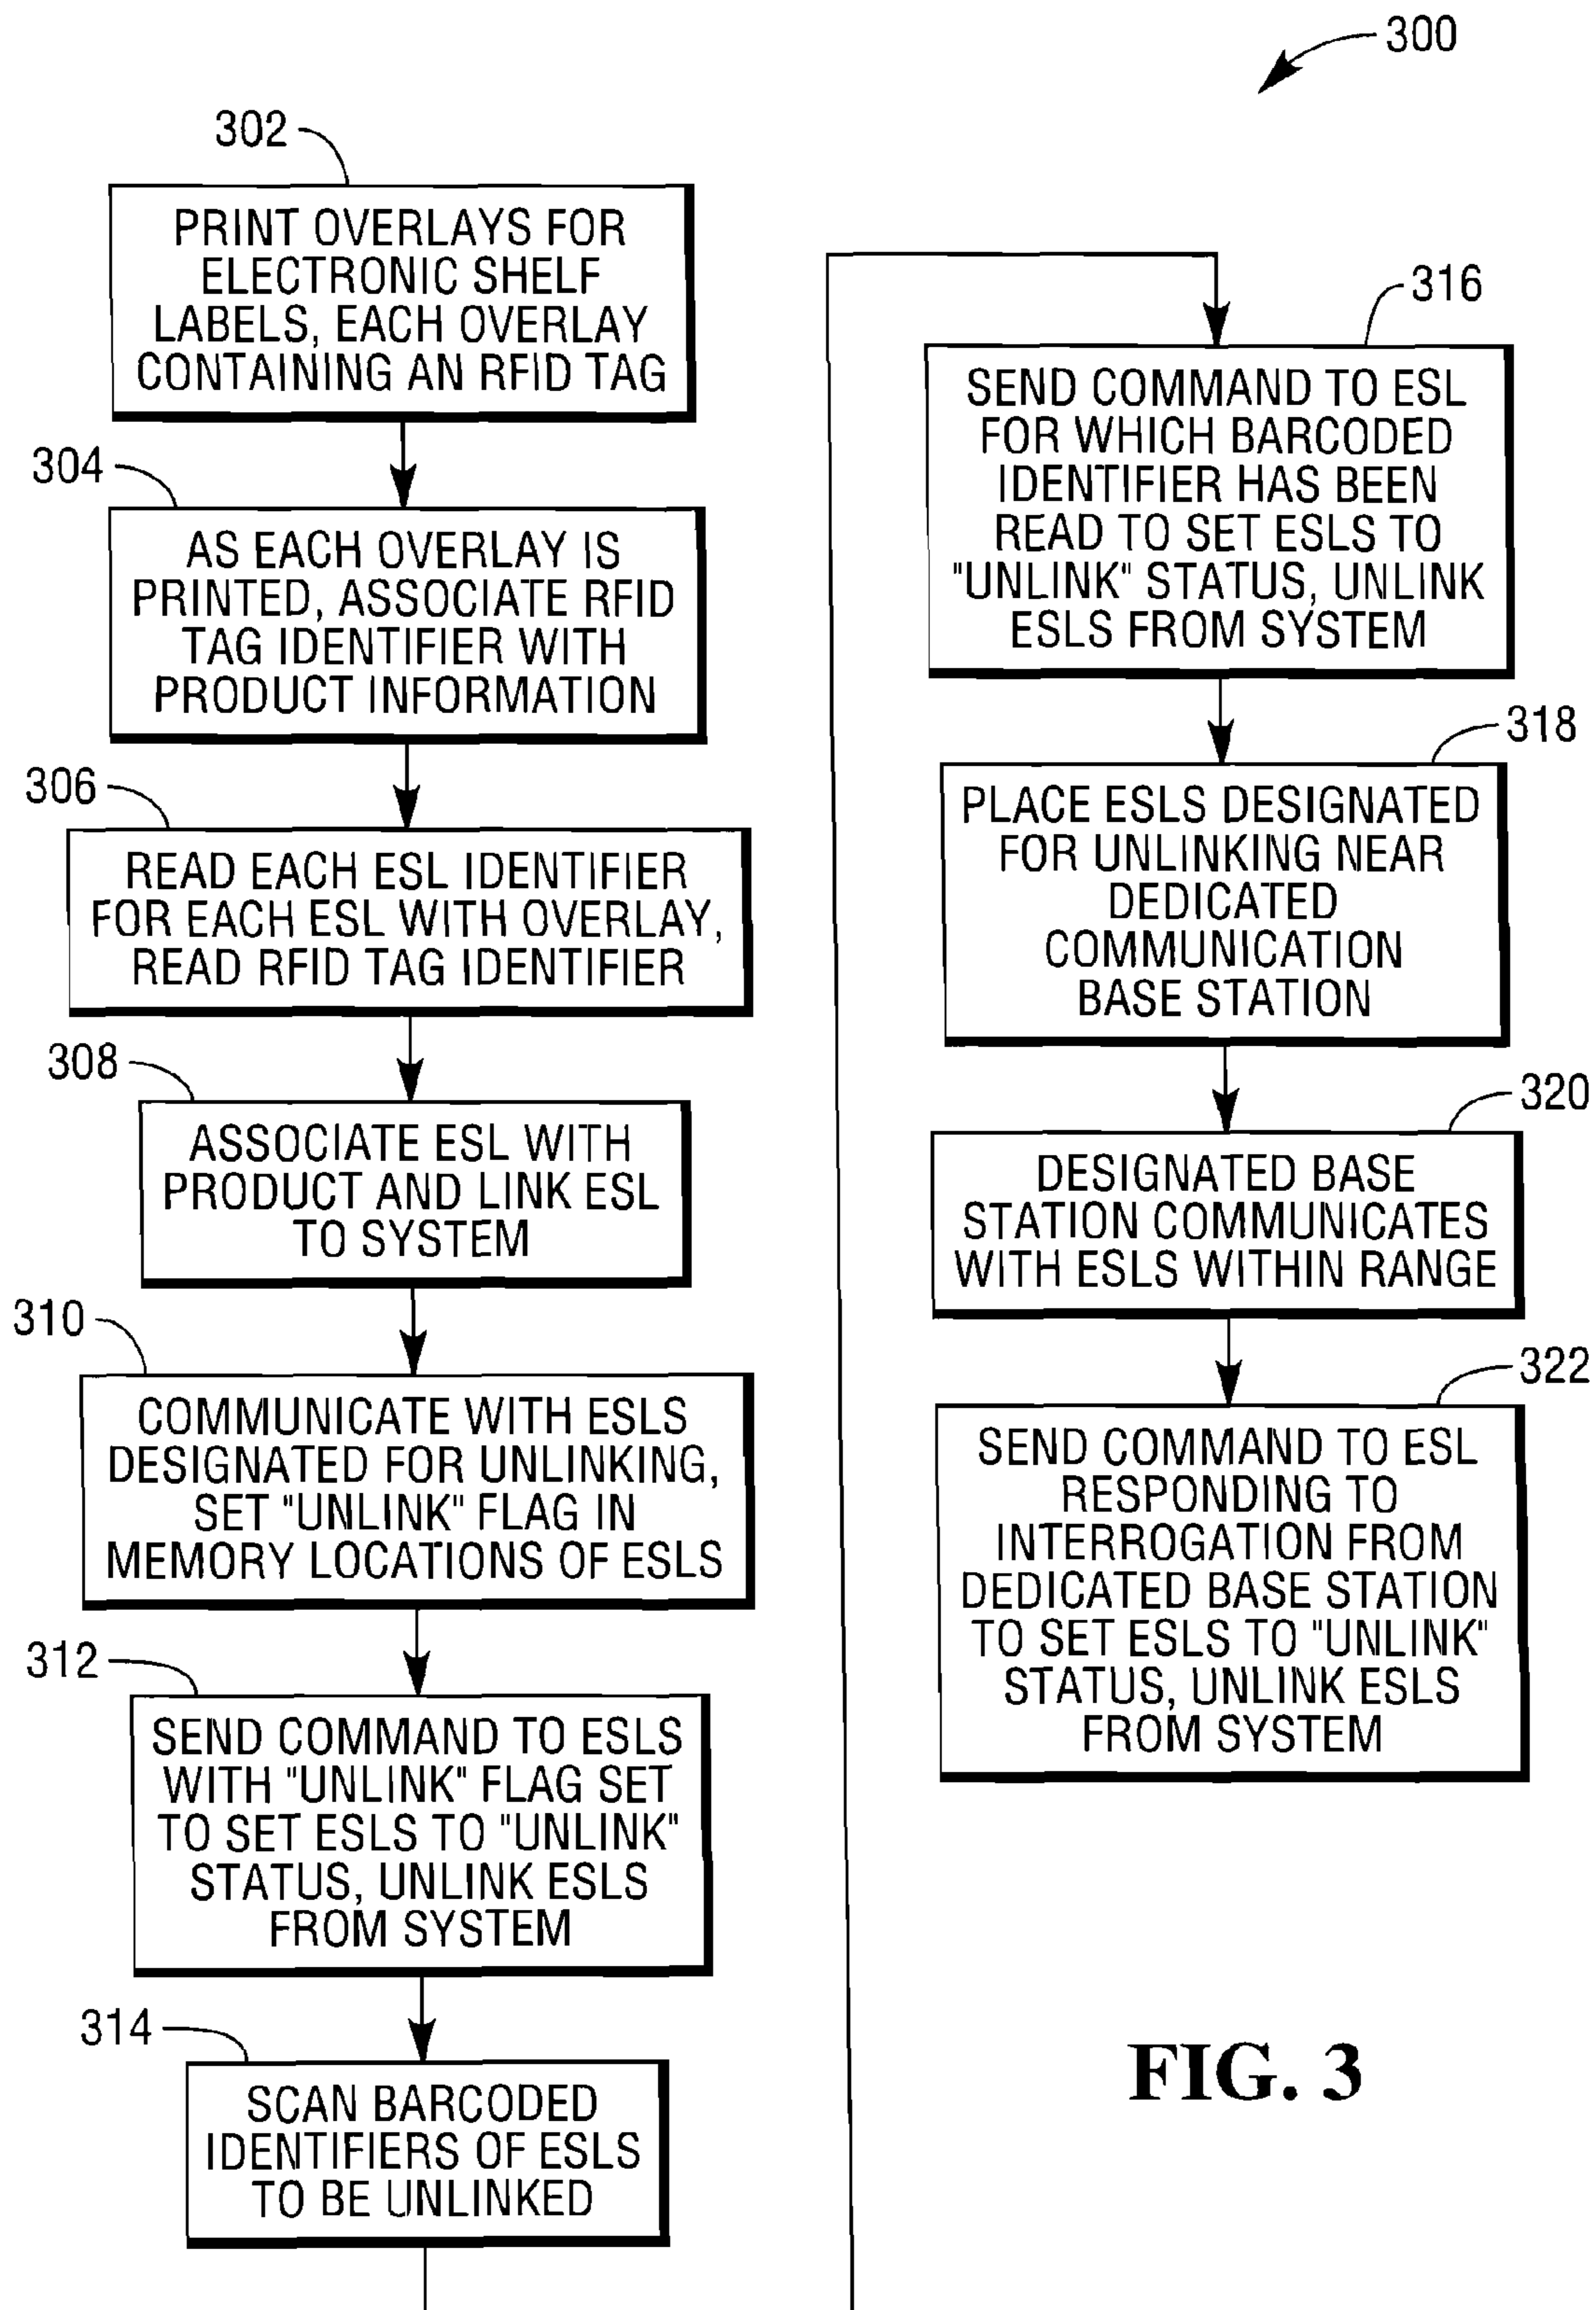 300
302
PRINT OVERLAYS FOR
ELECTRONIC SHELF
LABELS, EACH OVERLAY
CONTAINING AN RFID TAG
304
AS EACH OVERLAY IS
PRINTED, ASSOCIATE RFID
TAG IDENTIFIER WITH
PRODUCT INFORMATION
306
READ EACH ESL IDENTIFIER
FOR EACH ESL WITH OVERLAY,
READ RFID TAG IDENTIFIER
308
ASSOCIATE ESL WITH
PRODUCT AND LINK ESL
TO SYSTEM
310
COMMUNICATE WITH ESLS
DESIGNATED FOR UNLINKING,
SET "UNLINK" FLAG IN
MEMORY LOCATIONS OF ESLS
312
SEND COMMAND TO ESLS
WITH "UNLINK" FLAG SET
TO SET ESLS TO "UNLINK"
STATUS, UNLINK ESLS
FROM SYSTEM
314
SCAN BARCODED
IDENTIFIERS OF ESLS
TO BE UNLINKED
316
SEND COMMAND TO ESL
FOR WHICH BARCODED
IDENTIFIER HAS BEEN
READ TO SET ESLS TO
"UNLINK" STATUS, UNLINK
ESLS FROM SYSTEM
318
PLACE ESLS DESIGNATED
FOR UNLINKING NEAR
DEDICATED
COMMUNICATION
BASE STATION
320
DESIGNATED BASE
STATION COMMUNICATES
WITH ESLS WITHIN RANGE
322
SEND COMMAND TO ESL
RESPONDING TO
INTERROGATION FROM
DEDICATED BASE STATION
TO SET ESLS TO "UNLINK"
STATUS, UNLINK ESLS
FROM SYSTEM
FIG. 3